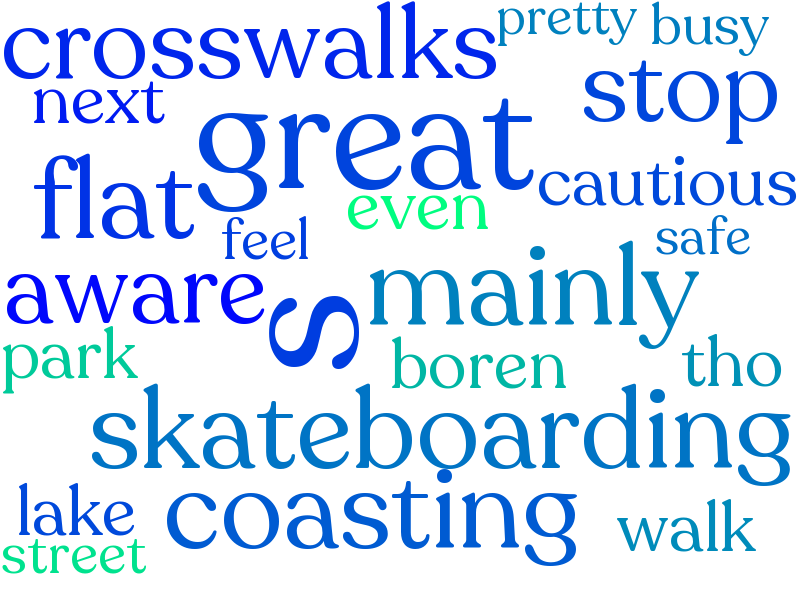 crosswalks pretty busy
next great stop
flat cautious
feel even safe
aware s mainly
park boren tho
skateboarding
lake coasting walk
street